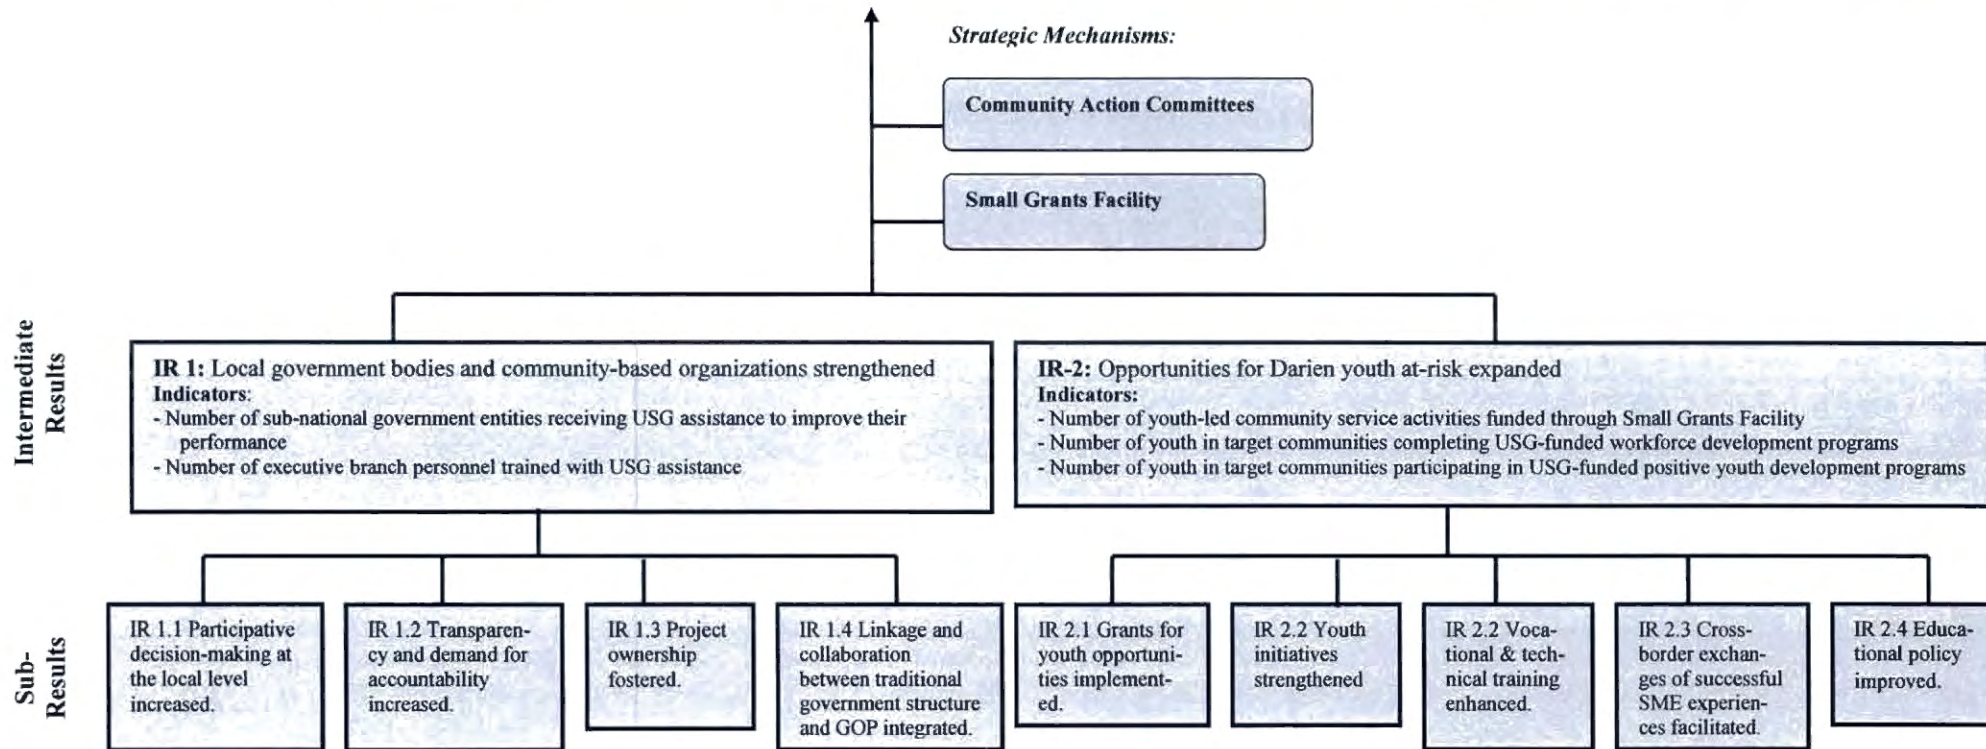 Strategic Mechanisms:
Community Action Committees
Small Grants Facility
Intermediate
Results
IR 1: Local government bodies and community-based organizations strengthened
Indicators:
- Number of sub-national government entities receiving USG assistance to improve their
performance
- Number of executive branch personnel trained with USG assistance
IR-2: Opportunities for Darien youth at-risk expanded
Indicators:
- Number of youth-led community service activities funded through Small Grants Facility
- Number of youth in target communities completing USG-funded workforce development programs
- Number of youth in target communities participating in USG-funded positive youth development programs
Sub-
Results
IR 1.1 Participative
decision-making at
the local level
increased.
IR 1.2 Transparen-
cy and demand for
accountability
increased.
IR 1.3 Project
ownership
fostered.
IR 1.4 Linkage and
collaboration
between traditional
government structure
and GOP integrated.
IR 2.1 Grants for
youth opportuni-
ties implement-
ed.
IR 2.2 Youth
initiatives
strengthened
IR 2.2 Voca-
tional & tech-
nical training
enhanced.
IR 2.3 Cross-
border exchan-
ges of successful
SME experien-
ces facilitated.
IR 2.4 Educa-
tional policy
improved.